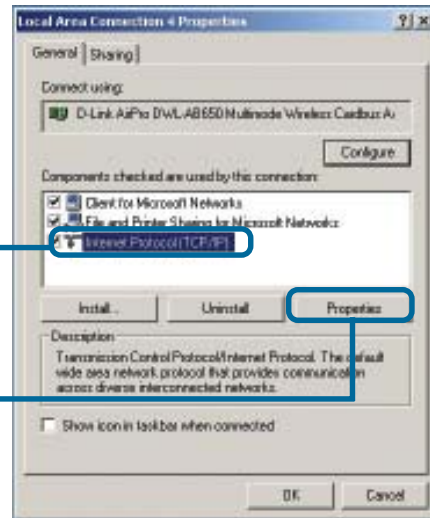 Local Area Connection 4 Properties
? x
General Sharing
Connect using:
D-Link AirPro DWL-AB650 Multimode Wireless Cardbus A
Configure
Components checked are used by this connection:
Client for Microsoft Networks
File and Printer Sharing for Microsoft Networks
Internet Protocol (TCP/IP)
Install... Uninstall Properties
Description
Transmission Control Protocol/Internet Protocol. The default
wide area network protocol that provides communication
across diverse interconnected networks.
Show icon in taskbar when connected
OK Cancel